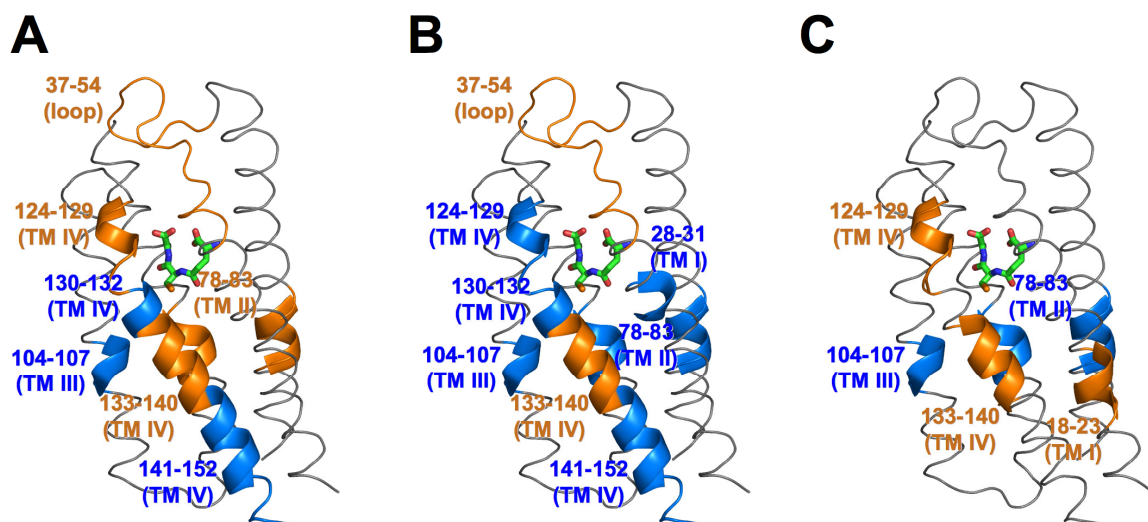 A
37-54
(loop)
124-129
(TM IV)
130-132
(TM IV)
78-83
(TM II)
104-107
(TM III)
133-140
(TM IV)
141-152
(TM IV)
B
37-54
(loop)
124-129
(TM IV)
28-31
(TM I)
130-132
(TM IV)
78-83
(TM II)
104-107
(TM III)
133-140
(TM IV)
141-152
(TM IV)
C
124-129
(TM IV)
78-83
(TM II)
104-107
(TM III)
133-140
(TM IV)
18-23
(TM I)